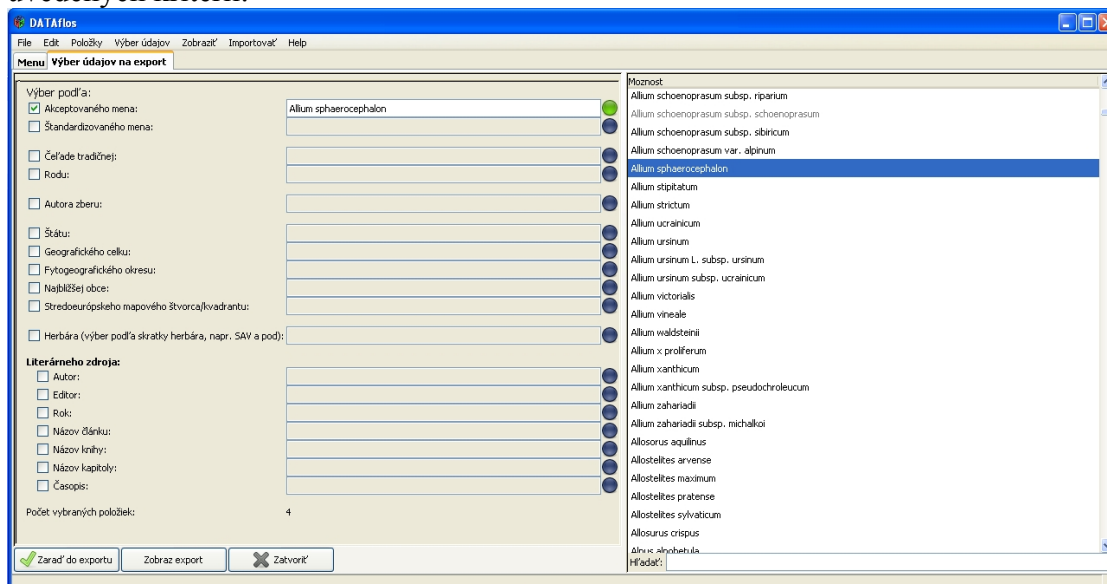 uvedených kritérií.
DATAflos
File Edit Položky Výber údajov Zobraziť Importovať Help
Menu Výber údajov na export
Výber podľa:
Akceptovaného mena: Allium sphaerocephalon
Štandardizovaného mena:
Čeľade tradičnej:
Rodu:
Autora zberu:
Štátu:
Geografického celku:
Fytogeografického okresu:
Najbližšej obce:
Stredoeurópskeho mapového štvorca/kvadrantu:
Herbára (výber podľa skratky herbára, napr. SAV a pod):
Literárneho zdroja:
Autor:
Editor:
Rok:
Názov článku:
Názov knihy:
Názov kapitoly:
Časopis:
Počet vybraných položiek: 4
Zaraď do exportu Zobraz export Zatvoriť
Moznost
Allium schoenoprasum subsp. riparium
Allium schoenoprasum subsp. schoenoprasum
Allium schoenoprasum subsp. sibiricum
Allium schoenoprasum var. alpinum
Allium sphaerocephalon
Allium stipitatum
Allium strictum
Allium ucrainicum
Allium ursinum
Allium ursinum L. subsp. ursinum
Allium ursinum subsp. ucrainicum
Allium victorialis
Allium vineale
Allium waldsteinii
Allium x proliferum
Allium xanthicum
Allium xanthicum subsp. pseudochroleucum
Allium zahariadii
Allium zahariadii subsp. michalkoi
Allosorus aquilinus
Allostelites arvense
Allostelites maximum
Allostelites pratense
Allostelites sylvaticum
Allosurus crispus
Alnus alnobetula
Hľadať: